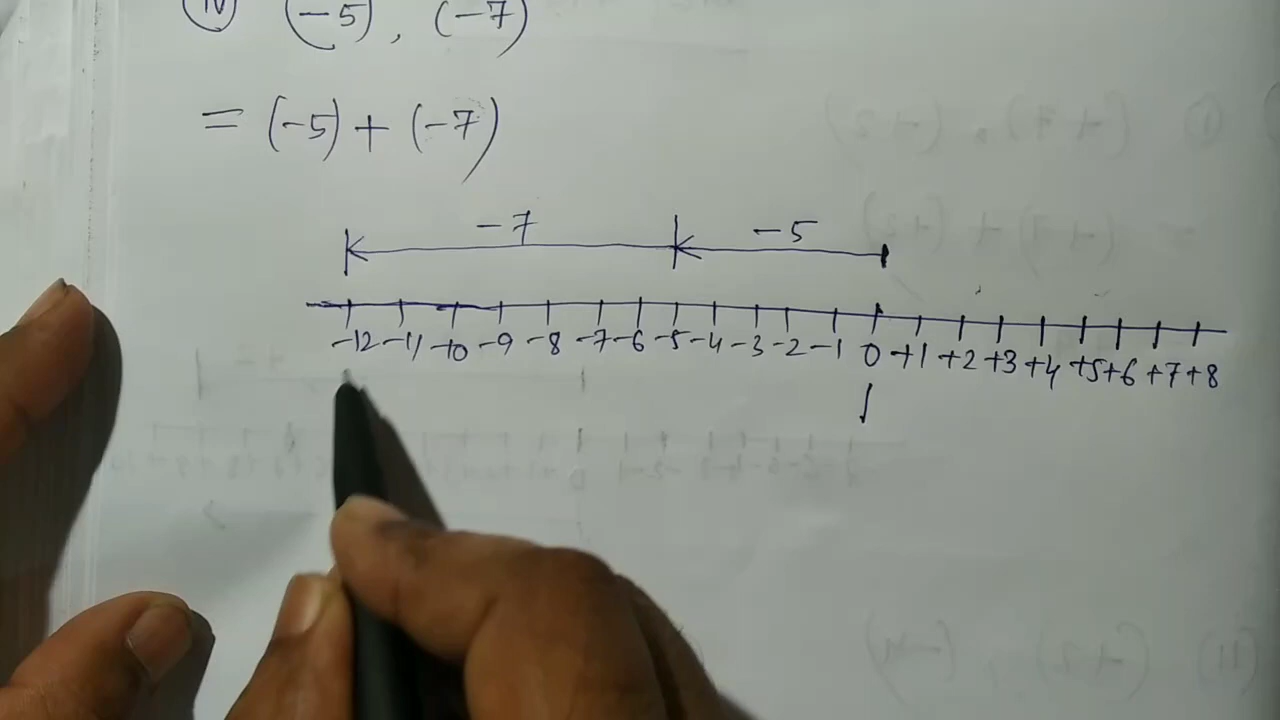 (IV) (-5), (-7)
= (-5) + (-7)
-7 -5
-12 -11 -10 -9 -8 -7 -6 -5 -4 -3 -2 -1 0 +1 +2 +3 +4 +5 +6 +7 +8